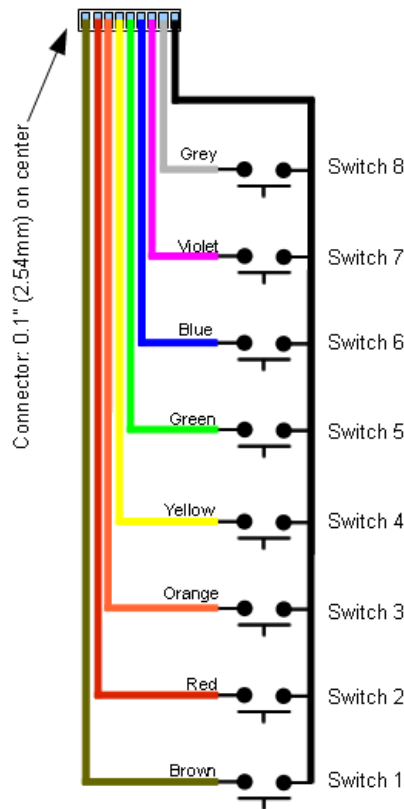 Connector: 0.1" (2.54mm) on center
Grey
Switch 8
Violet
Switch 7
Blue
Switch 6
Green
Switch 5
Yellow
Switch 4
Orange
Switch 3
Red
Switch 2
Brown
Switch 1